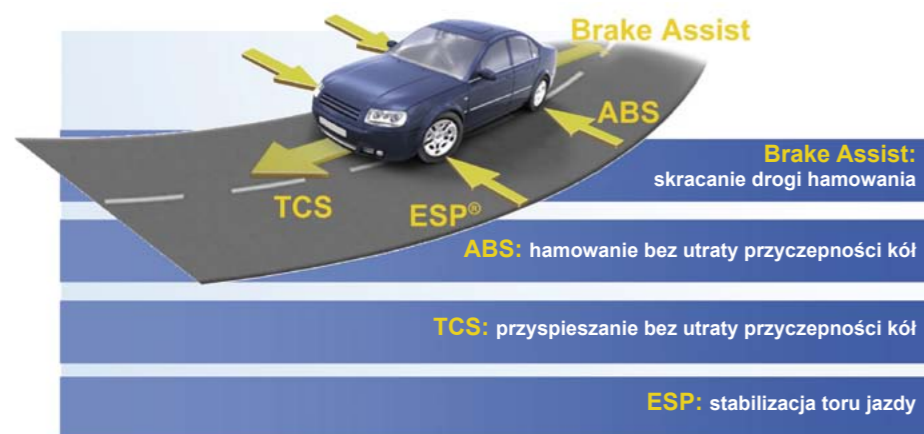 Brake Assist
ABS
TCS
ESP®
Brake Assist:
skracanie drogi hamowania
ABS: hamowanie bez utraty przyczepności kół
TCS: przyspieszanie bez utraty przyczepności kół
ESP: stabilizacja toru jazdy